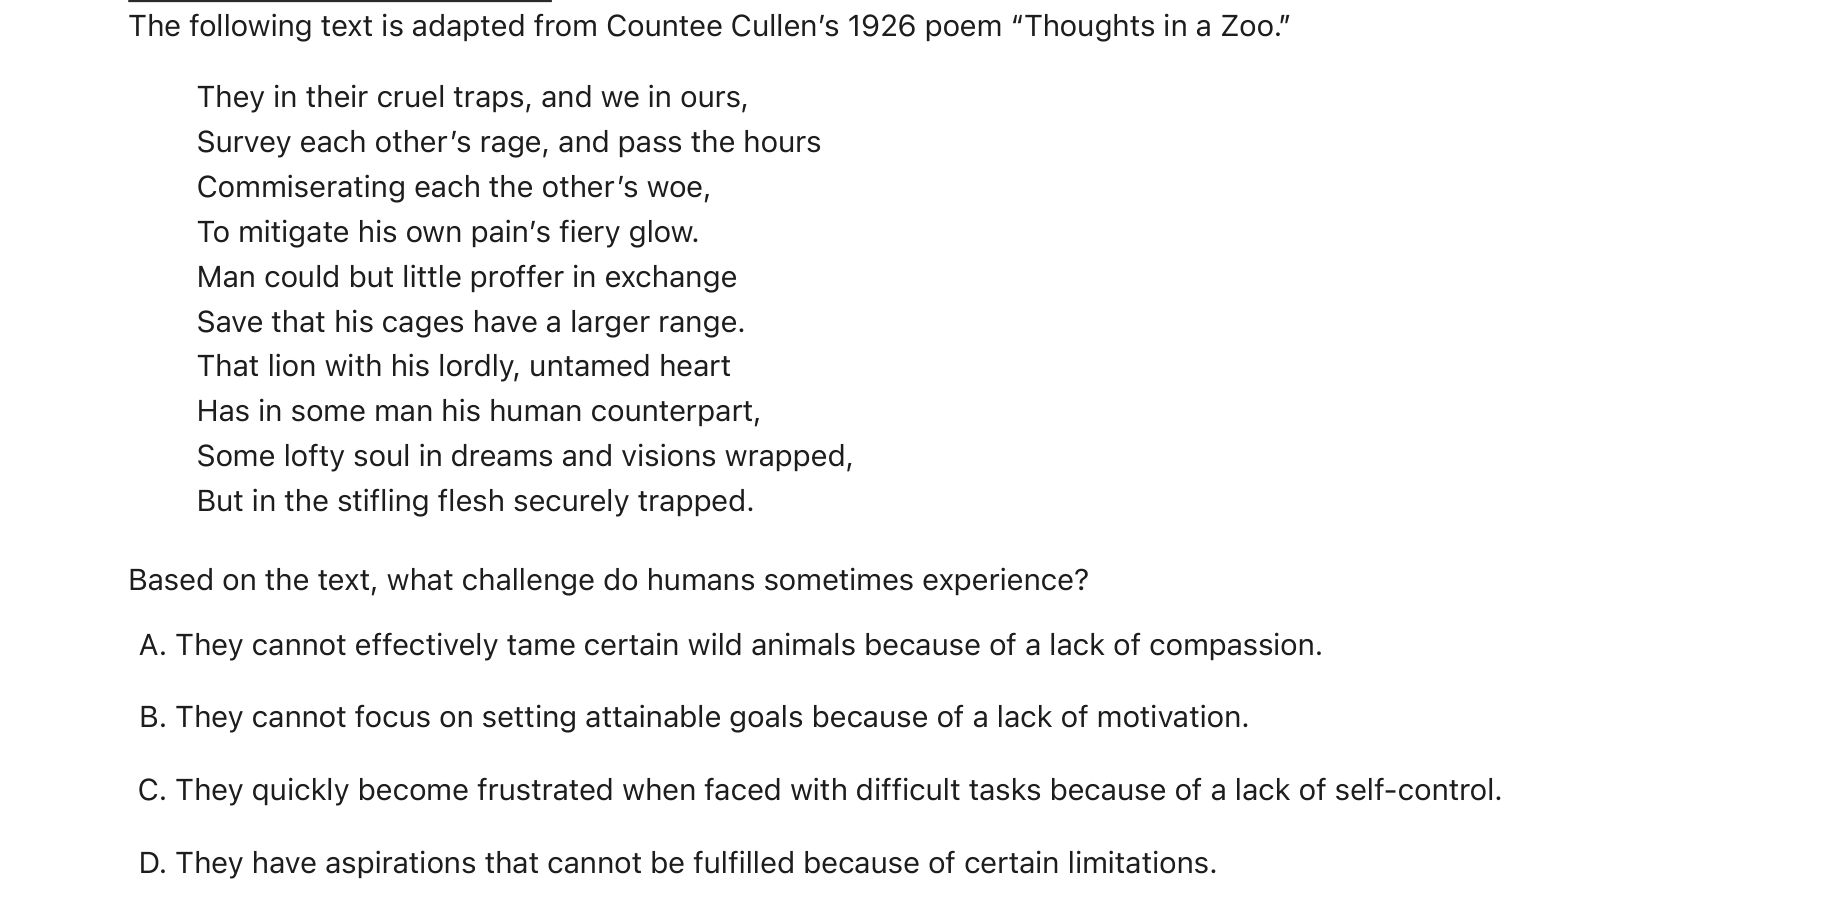 The following text is adapted from Countee Cullen’s 1926 poem “Thoughts in a Zoo.”
They in their cruel traps, and we in ours,
Survey each other’s rage, and pass the hours
Commiserating each the other’s woe,
To mitigate his own pain’s fiery glow.
Man could but little proffer in exchange
Save that his cages have a larger range.
That lion with his lordly, untamed heart
Has in some man his human counterpart,
Some lofty soul in dreams and visions wrapped,
But in the stifling flesh securely trapped.
Based on the text, what challenge do humans sometimes experience?
A. They cannot effectively tame certain wild animals because of a lack of compassion.
B. They cannot focus on setting attainable goals because of a lack of motivation.
C. They quickly become frustrated when faced with difficult tasks because of a lack of self-control.
D. They have aspirations that cannot be fulfilled because of certain limitations.